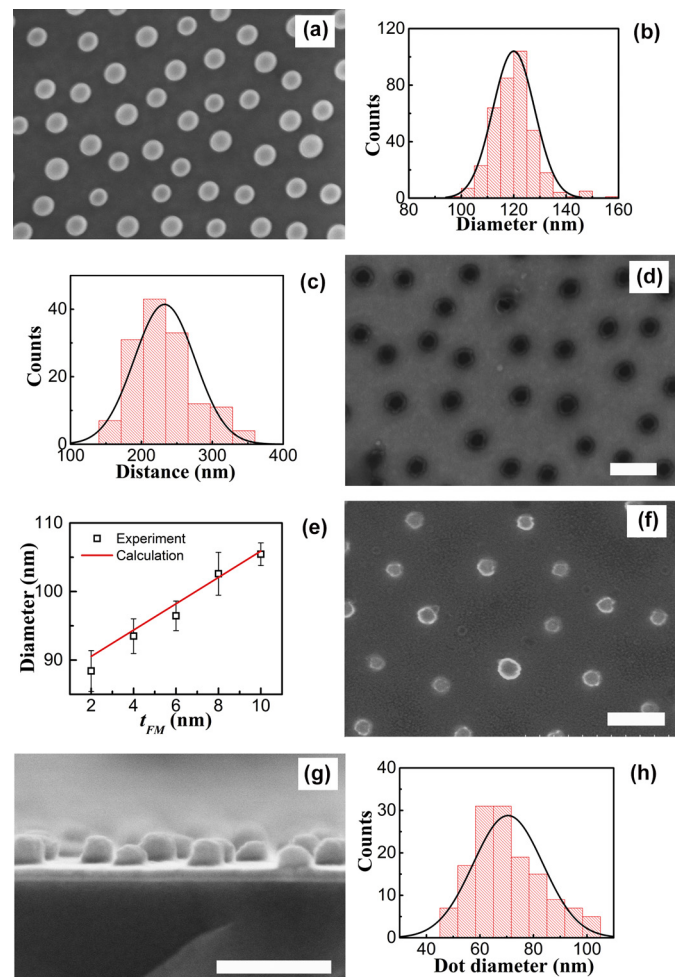 (a)
(b)
120
80
40
0
Counts
80 100 120 140 160
Diameter (nm)
(c)
40
20
0
Counts
100 200 300 400
Distance (nm)
(d)
(e)
110
100
90
Diameter (nm)
Experiment
Calculation
2 4 6 8 10
t_FM (nm)
(f)
(g)
(h)
40
30
20
10
0
Counts
40 60 80 100
Dot diameter (nm)